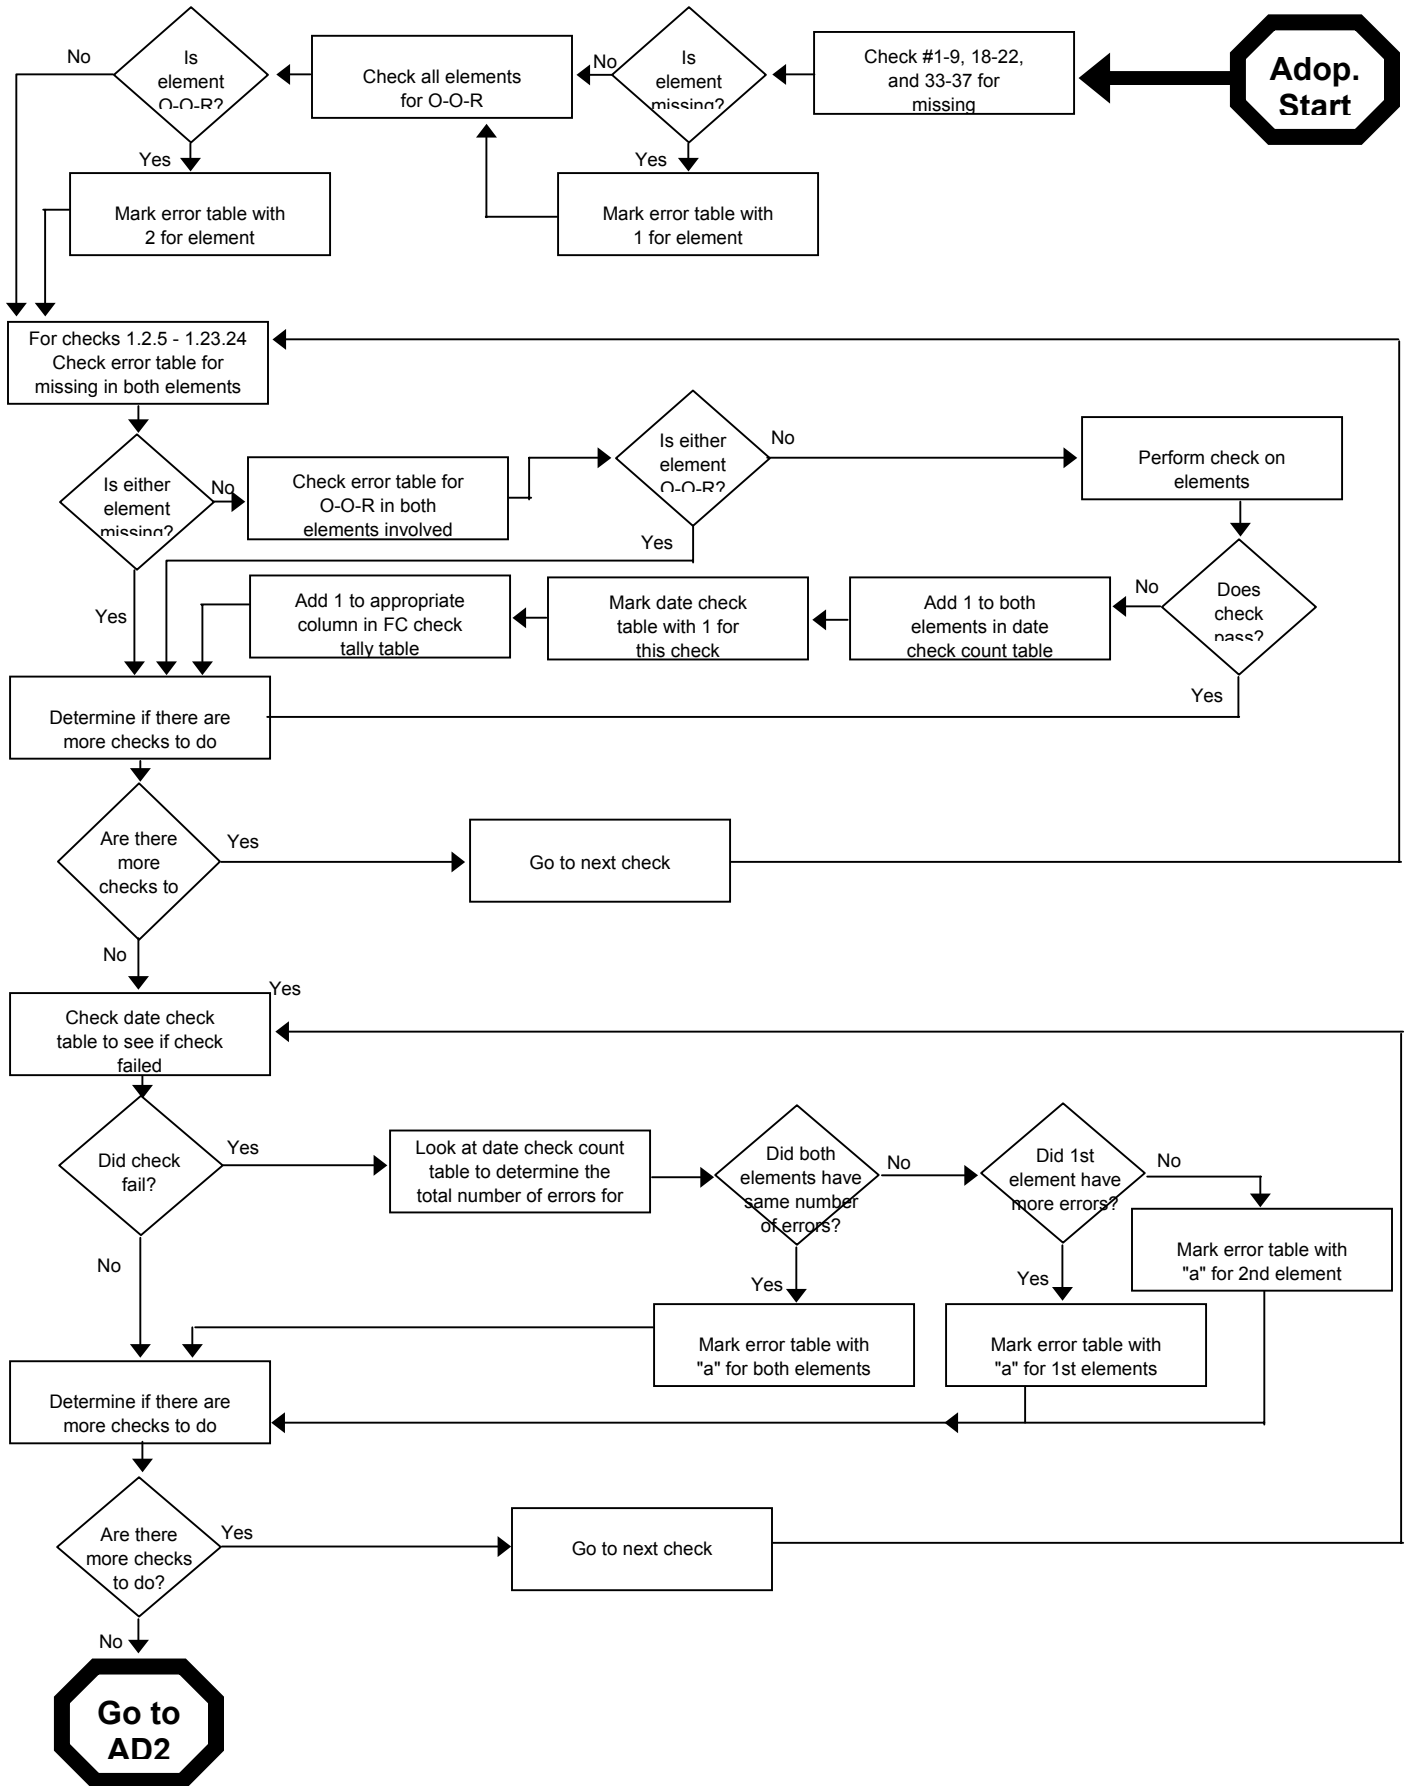 Adop.
Start
Check #1-9, 18-22,
and 33-37 for
missing
Is
element
missing?
No
Yes
Mark error table with
1 for element
Check all elements
for O-O-R
Is
element
O-O-R?
No
Yes
Mark error table with
2 for element
For checks 1.2.5 - 1.23.24
Check error table for
missing in both elements
Is either
element
missing?
No
Yes
Check error table for
O-O-R in both
elements involved
Is either
element
O-O-R?
No
Yes
Perform check on
elements
Does
check
pass?
No
Yes
Add 1 to both
elements in date
check count table
Mark date check
table with 1 for
this check
Add 1 to appropriate
column in FC check
tally table
Determine if there are
more checks to do
Are there
more
checks to
Yes
Go to next check
No
Yes
Check date check
table to see if check
failed
Did check
fail?
Yes
No
Look at date check count
table to determine the
total number of errors for
Did both
elements have
same number
of errors?
No
Yes
Did 1st
element have
more errors?
No
Yes
Mark error table with
"a" for 2nd element
Mark error table with
"a" for both elements
Mark error table with
"a" for 1st elements
Determine if there are
more checks to do
Are there
more checks
to do?
Yes
Go to next check
No
Go to
AD2